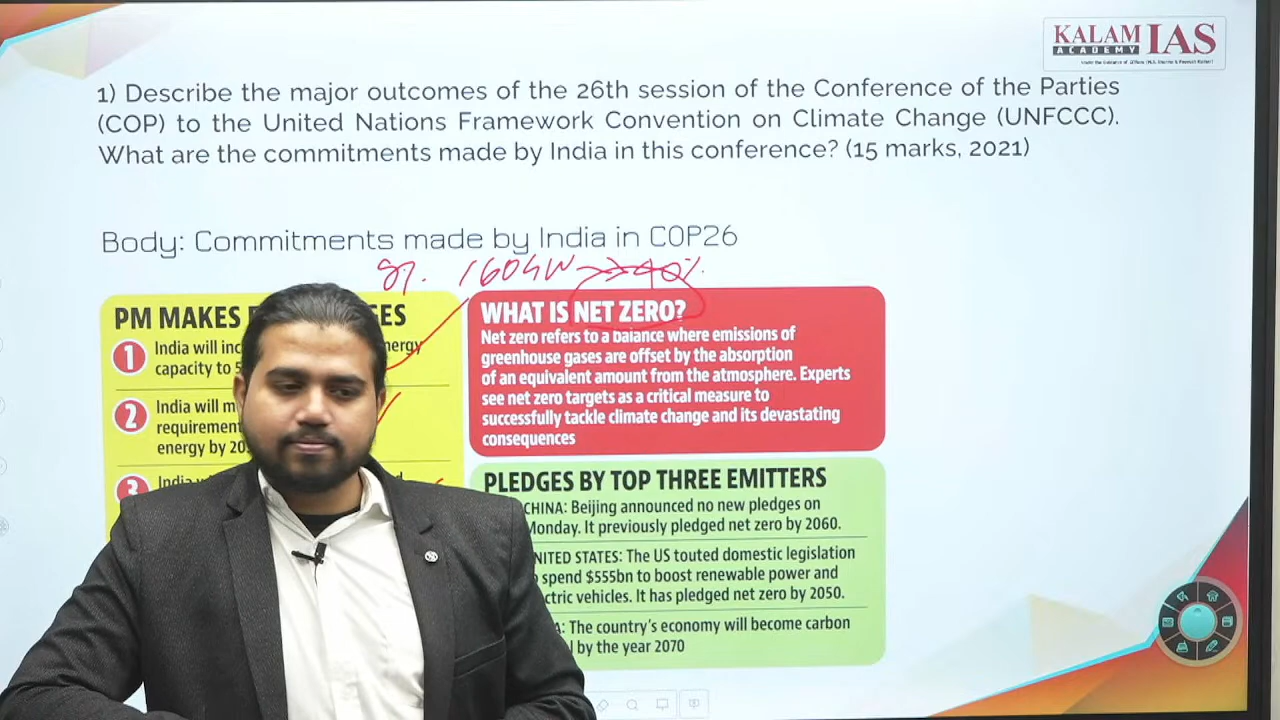 KALAM IAS
ACADEMY
1) Describe the major outcomes of the 26th session of the Conference of the Parties
(COP) to the United Nations Framework Convention on Climate Change (UNFCCC).
What are the commitments made by India in this conference? (15 marks, 2021)
Body: Commitments made by India in COP26
160GW 40%
PM MAKES
1 India will energy
capacity to
2 India will
requirement
energy by
3 India
WHAT IS NET ZERO?
Net zero refers to a balance where emissions of
greenhouse gases are offset by the absorption
of an equivalent amount from the atmosphere. Experts
see net zero targets as a critical measure to
successfully tackle climate change and its devastating
consequences
PLEDGES BY TOP THREE EMITTERS
CHINA: Beijing announced no new pledges on
Monday. It previously pledged net zero by 2060.
UNITED STATES: The US touted domestic legislation
spend $555bn to boost renewable power and
electric vehicles. It has pledged net zero by 2050.
The country's economy will become carbon
by the year 2070